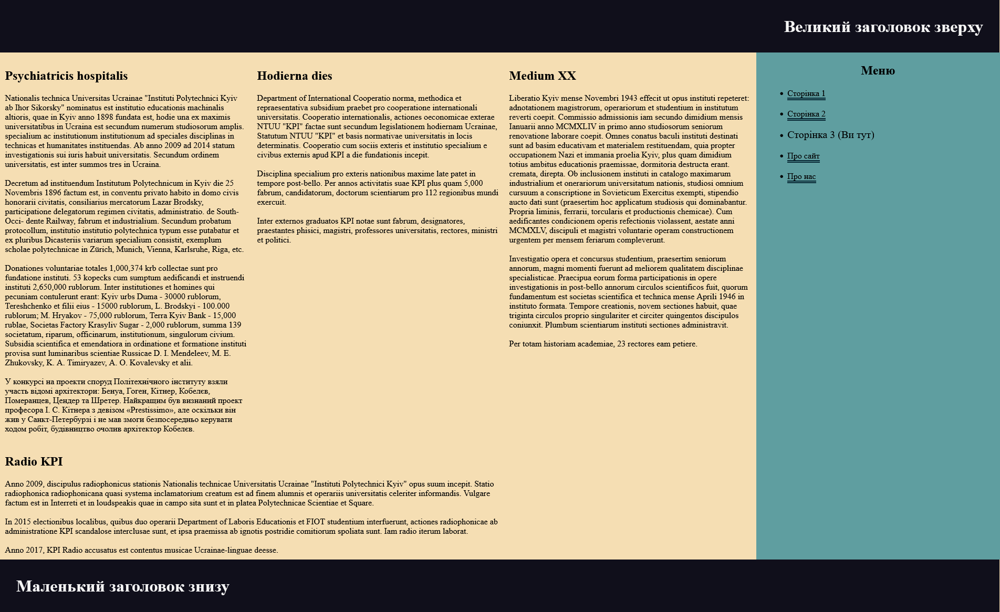 Великий заголовок зверху
Psychiatricis hospitalis
Nationalis technica Universitas Ucrainae "Instituti Polytechnici Kyiv
ab Ihor Sikorsky" nominatus est institutio educationis machinalis
altioris, quae in Kyiv anno 1898 fundata est, hodie una ex maximis
universitatibus in Ucraina est secundum numerum studiosorum amplis.
specialium ac institutionum institutionum ad speciales disciplinas in
technicas et humanitates instituendas. Ab anno 2009 ad 2014 statum
investigationis sui iuris habuit universitatis. Secundum ordinem
universitatis, est inter summos tres in Ucraina.
Decretum ad instituendum Institutum Polytechnicum in Kyiv die 25
Novembris 1896 factum est, in conventu privato habito in domo civis
honorarii civitatis, consiliarius mercatorum Lazar Brodsky,
participatione delegatorum regimen civitatis, administratio. de South-
Occi- dente Railway, fabrum et industrialium. Secundum probatum
protocollum, institutio institutio polytechnica typum esse putabatur et
ex pluribus Dicasteriis variarum specialium consistit, exemplum
scholae polytechnicae in Zürich, Munich, Vienna, Karlsruhe, Riga, etc.
Donationes voluntariae totales 1,000,374 krb collectae sunt pro
fundatione instituti. 53 kopecks cum sumptum aedificandi et instruendi
instituti 2,650,000 rublorum. Inter institutiones et homines qui
pecuniam contulerunt erant: Kyiv urbs Duma - 30000 rublorum,
Tereshchenko et filii eius - 15000 rublorum, L. Brodskyi - 100.000
rublorum; M. Hryakov - 75,000 rublorum, Terra Kyiv Bank - 15,000
rublae, Societas Factory Krasyliv Sugar - 2,000 rublorum, summa 139
societatum, riparum, officinarum, institutionum, singulorum civium.
Subsidia scientifica et emendatiora in ordinatione et formatione instituti
provisa sunt luminaribus scientiae Russicae D. I. Mendeleev, M. E.
Zhukovsky, K. A. Timiryazev, A. O. Kovalevsky et alii.
У конкурсі на проекти споруд Політехнічного інституту взяли
участь відомі архітектори: Бенуа, Гоген, Кітнер, Кобелєв,
Померанцев, Цендер та Шретер. Найкращим був визнаний проект
професора І. С. Кітнера з девізом «Prestissimo», але оскільки він
жив у Санкт-Петербурзі і не мав змоги безпосередньо керувати
ходом робіт, будівництво очолив архітектор Кобелєв.
Hodierna dies
Department of International Cooperatio norma, methodica et
repraesentativa subsidium praebet pro cooperatione internationali
universitatis. Cooperatio internationalis, actiones oeconomicae exterae
NTUU "KPI" factae sunt secundum legislationem hodiernam Ucrainae,
Statutum NTUU "KPI" et basis normativae universitatis in locis
determinatis. Cooperatio cum sociis exteris et institutio specialium e
civibus externis apud KPI a die fundationis incepit.
Disciplina specialium pro exteris nationibus maxime late patet in
tempore post-bello. Per annos activitatis suae KPI plus quam 5,000
fabrum, candidatorum, doctorum scientiarum pro 112 regionibus mundi
exercuit.
Inter externos graduatos KPI notae sunt fabrum, designatores,
praestantes phisici, magistri, professores universitatis, rectores, ministri
et politici.
Medium XX
Liberatio Kyiv mense Novembri 1943 effecit ut opus instituti repeteret:
adnotationem magistrorum, operariorum et studentium in institutum
reverti coepit. Commissio admissionis iam secundo dimidium mensis
Ianuarii anno MCMXLIV in primo anno studiosorum seniorum
renovatione laborare coepit. Omnes conatus baculi instituti destinati
sunt ad basim educativam et materialem restituendam, quia propter
occupationem Nazi et immania proelia Kyiv, plus quam dimidium
totius ambitus educationis praemissae, dormitoria destructa erant.
cremata, direpta. Ob inclusionem instituti in catalogo maximarum
industrialium et onerariorum universitatum nationis, studiosi omnium
cursuum a conscriptione in Sovieticum Exercitus exempti, stipendio
aucto dati sunt (praesertim hoc applicatum studiosis qui dominabantur.
Propria liminis, ferrarii, torcularis et productionis chemicae). Cum
aedificantes condicionem operis refectionis violassent, aestate anni
MCMXLV, discipuli et magistri voluntarie operam constructionem
urgentem per mensem feriarum compleverunt.
Investigatio opera et concursus studentium, praesertim seniorum
annorum, magni momenti fuerunt ad meliorem qualitatem disciplinae
specialisticae. Praecipua eorum forma participationis in opere
investigationis in post-bello annorum circulos scientificos fuit, quorum
fundamentum est societas scientifica et technica mense Aprili 1946 in
instituto formata. Tempore creationis, novem sectiones habuit, quae
triginta circulos proprio singulariter et circiter quingentos discipulos
coniunxit. Plumbum scientiarum instituti sectiones administravit.
Per totam historiam academiae, 23 rectores eam petiere.
Radio KPI
Anno 2009, discipulus radiophonicus stationis Nationalis technicae Universitatis Ucrainae "Instituti Polytechnici Kyiv" opus suum incepit. Statio
radiophonica radiophonicana quasi systema inclamatorium creatum est ad finem alumnis et operariis universitatis celeriter informandis. Vulgare
factum est in Interreti et in loudspeakis quae in campo sita sunt et in platea Polytechnicae Scientiae et Square.
In 2015 electionibus localibus, quibus duo operarii Department of Laboris Educationis et FIOT studentium interfuerunt, actiones radiophonicae ab
administratione KPI scandalose interclusae sunt, et ipsa praemissa ab ignotis postridie comitiorum spoliata sunt. Iam radio iterum laborat.
Anno 2017, KPI Radio accusatus est contentus musicae Ucrainae-linguae deesse.
Меню
Сторінка 1
Сторінка 2
Сторінка 3 (Ви тут)
Про сайт
Про нас
Маленький заголовок знизу